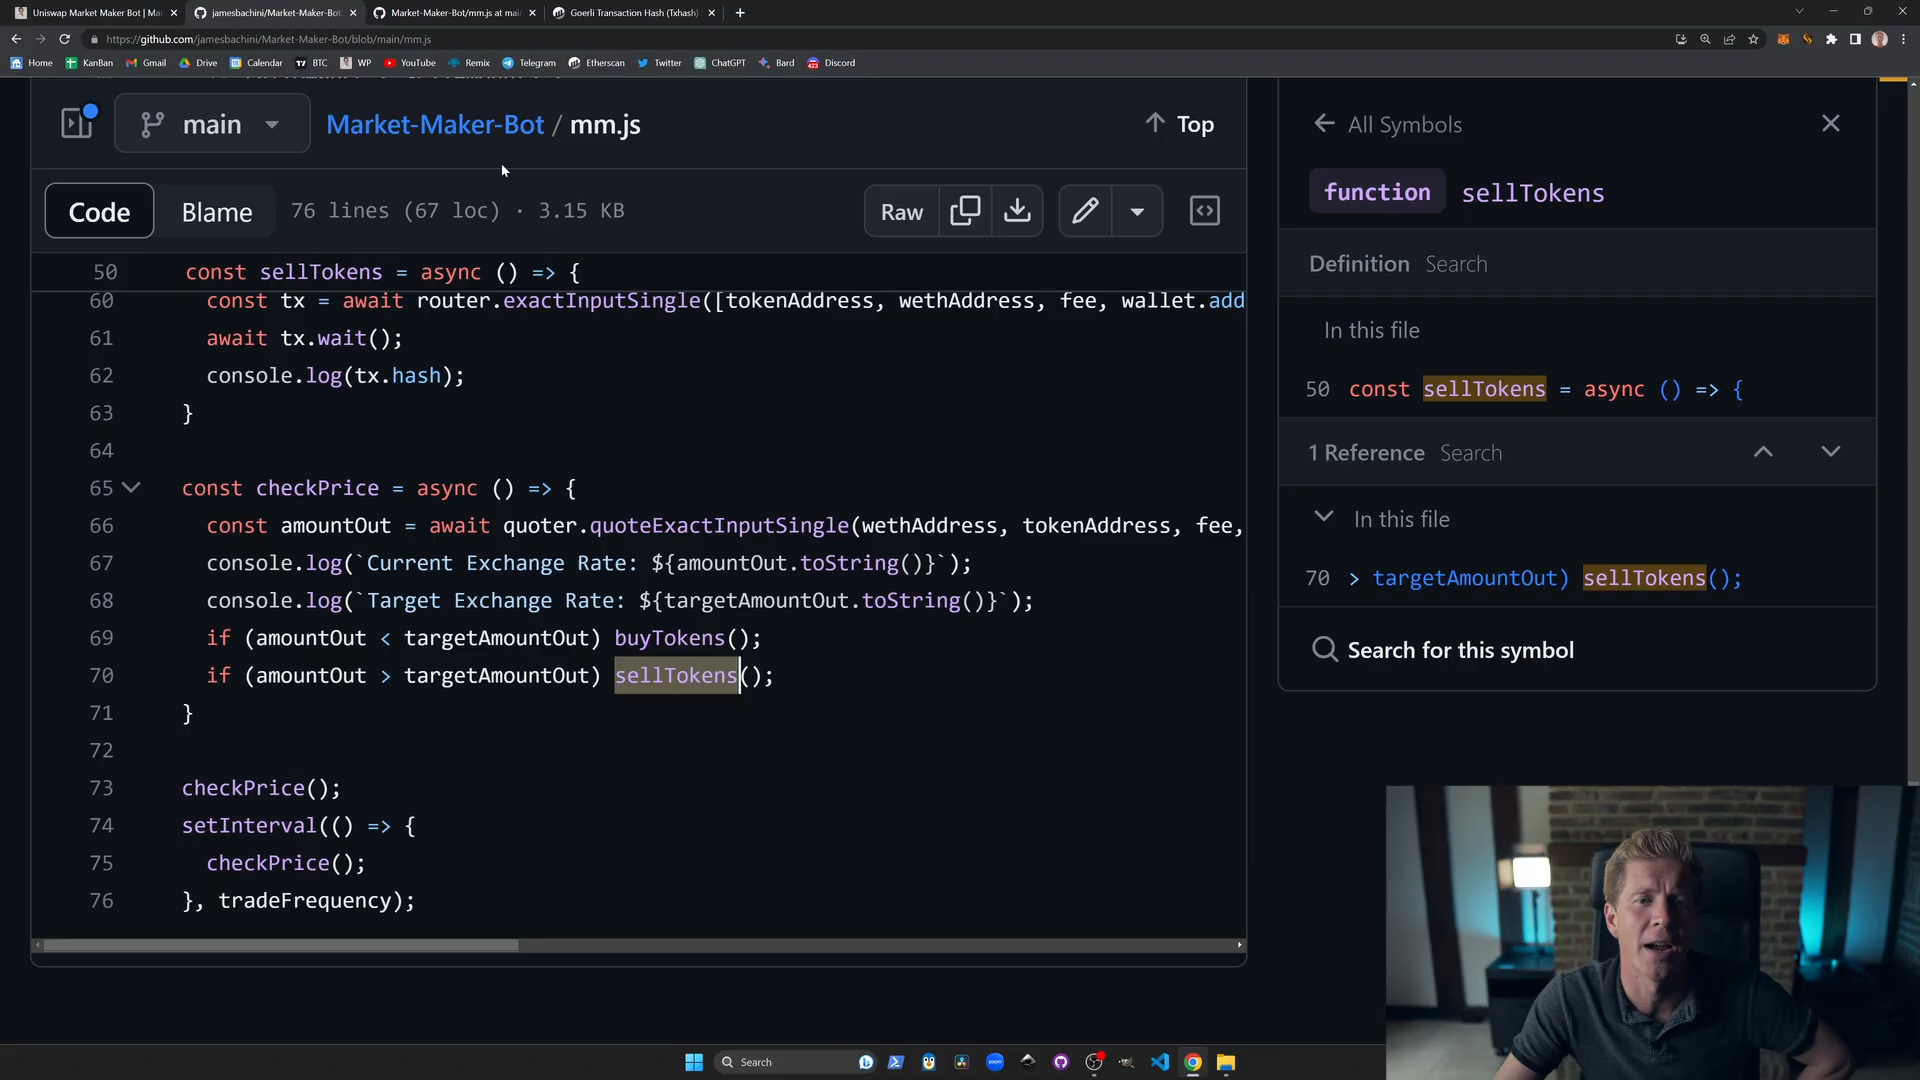 Uniswap Market Maker Bot | Ma
jamesbachini/Market-Maker-Bot
Market-Maker-Bot/mm.js at main
Goerli Transaction Hash (Txhash)
https://github.com/jamesbachini/Market-Maker-Bot/blob/main/mm.js
Home
KanBan
Gmail
Drive
Calendar
BTC
WP
YouTube
Remix
Telegram
Etherscan
Twitter
ChatGPT
Bard
Discord
main
Market-Maker-Bot / mm.js
Top
Code
Blame
76 lines (67 loc) · 3.15 KB
Raw
50 const sellTokens = async () => {
60 const tx = await router.exactInputSingle([tokenAddress, wethAddress, fee, wallet.add
61 await tx.wait();
62 console.log(tx.hash);
63 }
64
65 const checkPrice = async () => {
66 const amountOut = await quoter.quoteExactInputSingle(wethAddress, tokenAddress, fee,
67 console.log(`Current Exchange Rate: ${amountOut.toString()}`);
68 console.log(`Target Exchange Rate: ${targetAmountOut.toString()}`);
69 if (amountOut < targetAmountOut) buyTokens();
70 if (amountOut > targetAmountOut) sellTokens();
71 }
72
73 checkPrice();
74 setInterval(() => {
75 checkPrice();
76 }, tradeFrequency);
All Symbols
function sellTokens
Definition Search
In this file
50 const sellTokens = async () => {
1 Reference Search
In this file
70 > targetAmountOut) sellTokens();
Search for this symbol
Search
zoom